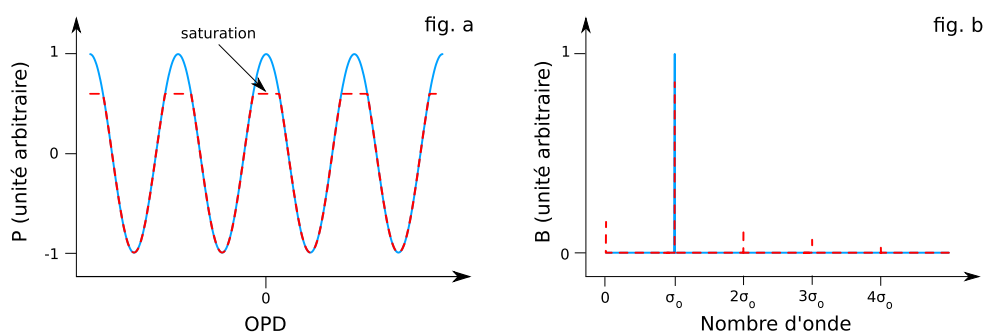 fig. a
saturation
P (unité arbitraire)
1
0
-1
0
OPD
fig. b
B (unité arbitraire)
1
0
0
σₒ
2σₒ
3σₒ
4σₒ
Nombre d'onde